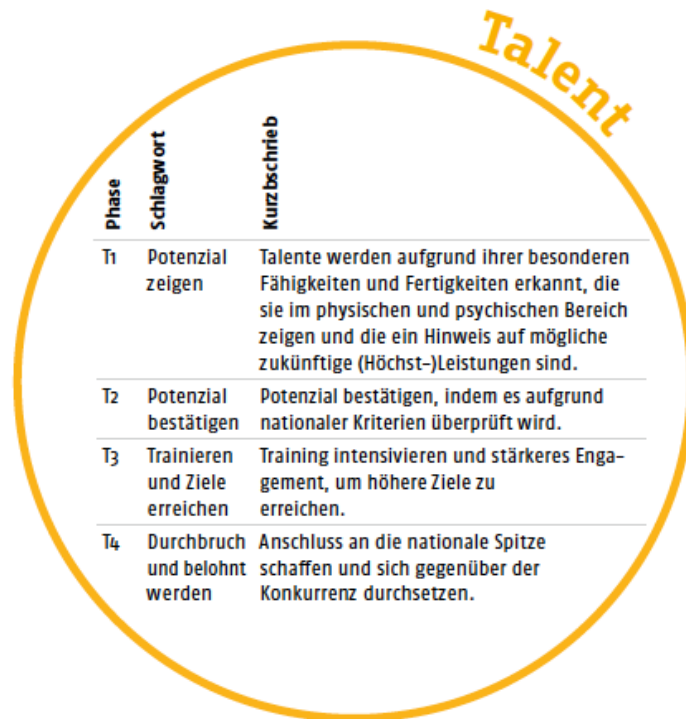 Talent
Phase Schlagwort Kurzbschrieb
T1 Potenzial Talente werden aufgrund ihrer besonderen
zeigen Fähigkeiten und Fertigkeiten erkannt, die
sie im physischen und psychischen Bereich
zeigen und die ein Hinweis auf mögliche
zukünftige (Höchst-)Leistungen sind.
T2 Potenzial Potenzial bestätigen, indem es aufgrund
bestätigen nationaler Kriterien überprüft wird.
T3 Trainieren Training intensivieren und stärkeres Enga-
und Ziele gement, um höhere Ziele zu
erreichen erreichen.
T4 Durchbruch Anschluss an die nationale Spitze
und belohnt schaffen und sich gegenüber der
werden Konkurrenz durchsetzen.